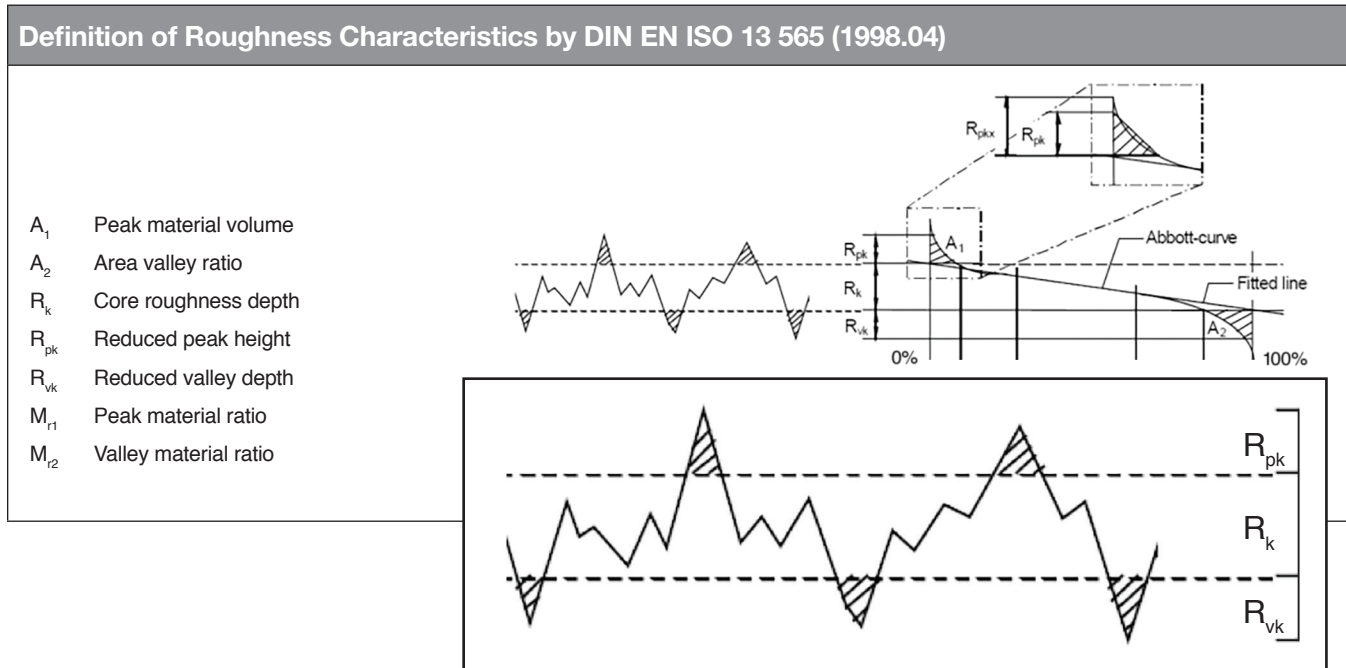 Definition of Roughness Characteristics by DIN EN ISO 13 565 (1998.04)
A1 Peak material volume
A2 Area valley ratio
Rk Core roughness depth
Rpk Reduced peak height
Rvk Reduced valley depth
Mr1 Peak material ratio
Mr2 Valley material ratio
Rpkx
Rpk
Rpk
A1
Abbott-curve
Rk
Fitted line
Rvk
A2
0%
100%
Rpk
Rk
Rvk